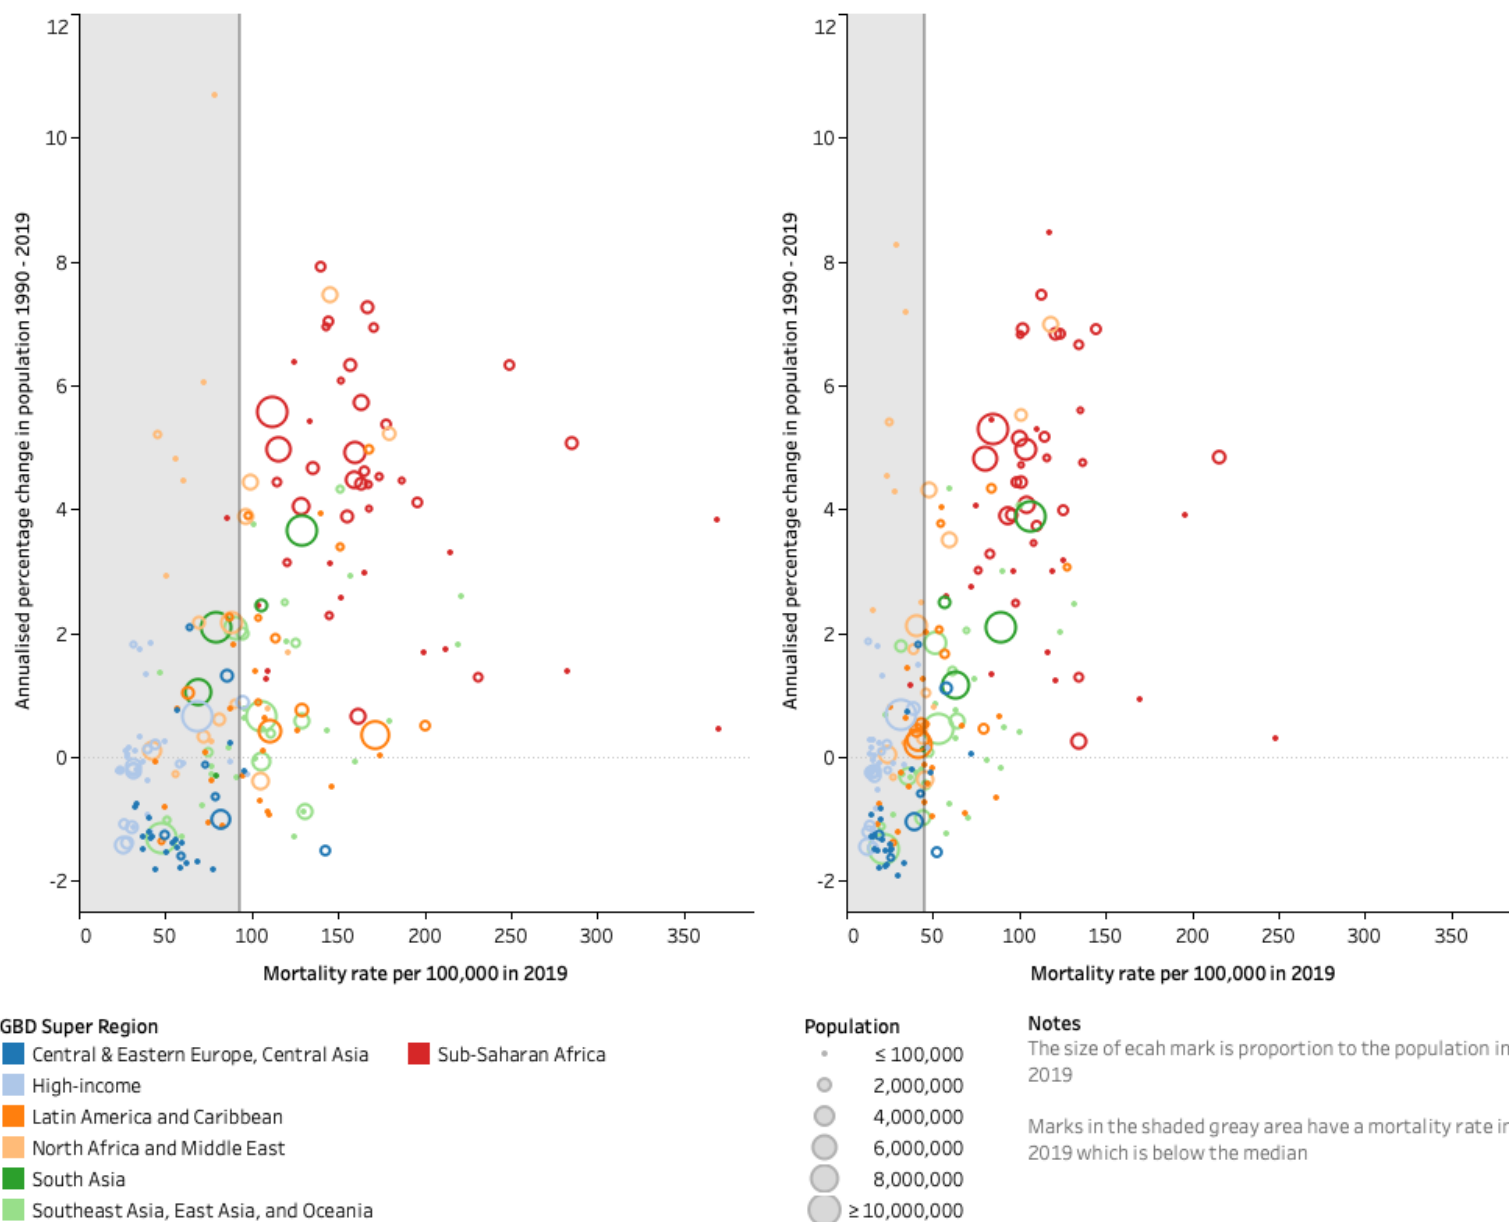 Annualised percentage change in population 1990 - 2019
12
10
8
6
4
2
0
-2
0 50 100 150 200 250 300 350
Mortality rate per 100,000 in 2019
Annualised percentage change in population 1990 - 2019
12
10
8
6
4
2
0
-2
0 50 100 150 200 250 300 350
Mortality rate per 100,000 in 2019
GBD Super Region
Central & Eastern Europe, Central Asia
High-income
Latin America and Caribbean
North Africa and Middle East
South Asia
Southeast Asia, East Asia, and Oceania
Sub-Saharan Africa
Population
≤ 100,000
2,000,000
4,000,000
6,000,000
8,000,000
≥ 10,000,000
Notes
The size of ecah mark is proportion to the population in
2019
Marks in the shaded greay area have a mortality rate in
2019 which is below the median